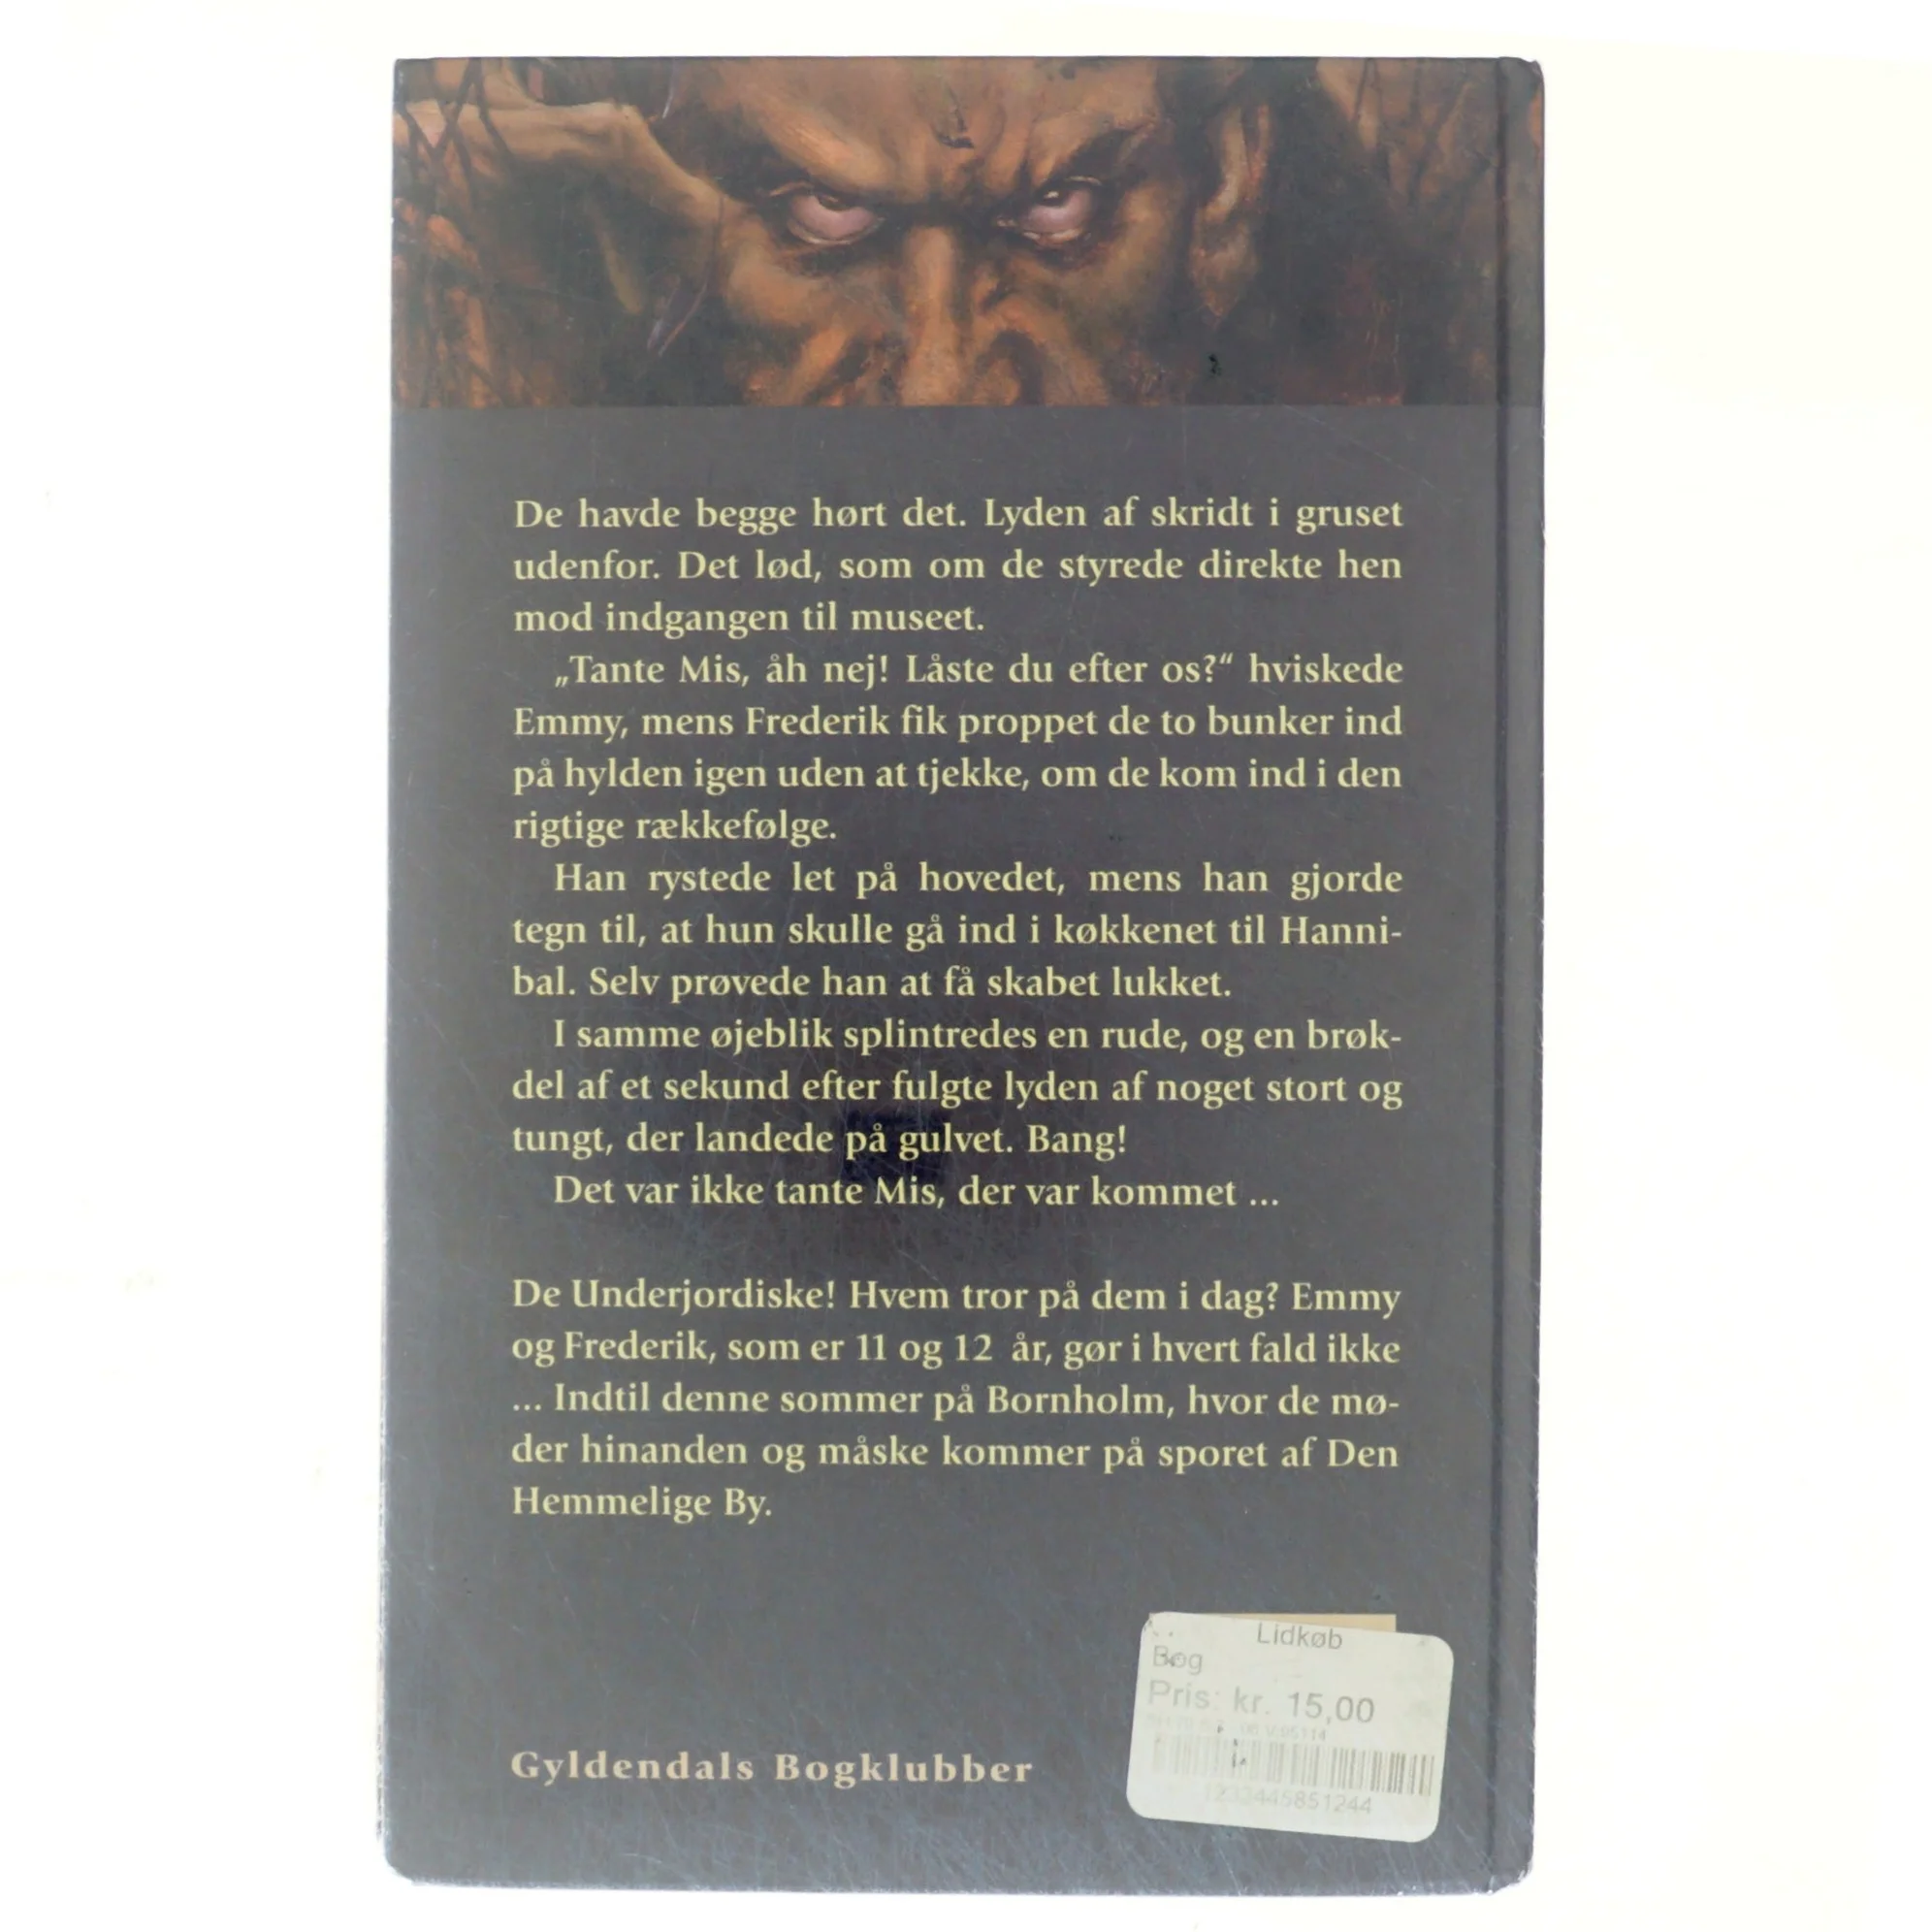 De havde begge hørt det. Lyden af skridt i gruset
udenfor. Det lød, som om de styrede direkte hen
mod indgangen til museet.
„Tante Mis, åh nej! Låste du efter os?“ hviskede
Emmy, mens Frederik fik proppet de to bunker ind
på hylden igen uden at tjekke, om de kom ind i den
rigtige rækkefølge.
Han rystede let på hovedet, mens han gjorde
tegn til, at hun skulle gå ind i køkkenet til Hanni-
bal. Selv prøvede han at få skabet lukket.
I samme øjeblik splintredes en rude, og en brøk-
del af et sekund efter fulgte lyden af noget stort og
tungt, der landede på gulvet. Bang!
Det var ikke tante Mis, der var kommet ...
De Underjordiske! Hvem tror på dem i dag? Emmy
og Frederik, som er 11 og 12 år, gør i hvert fald ikke
... Indtil denne sommer på Bornholm, hvor de mø-
der hinanden og måske kommer på sporet af Den
Hemmelige By.
Lidkøb
Bog
Pris: kr. 15,00
Gyldendals Bogklubber